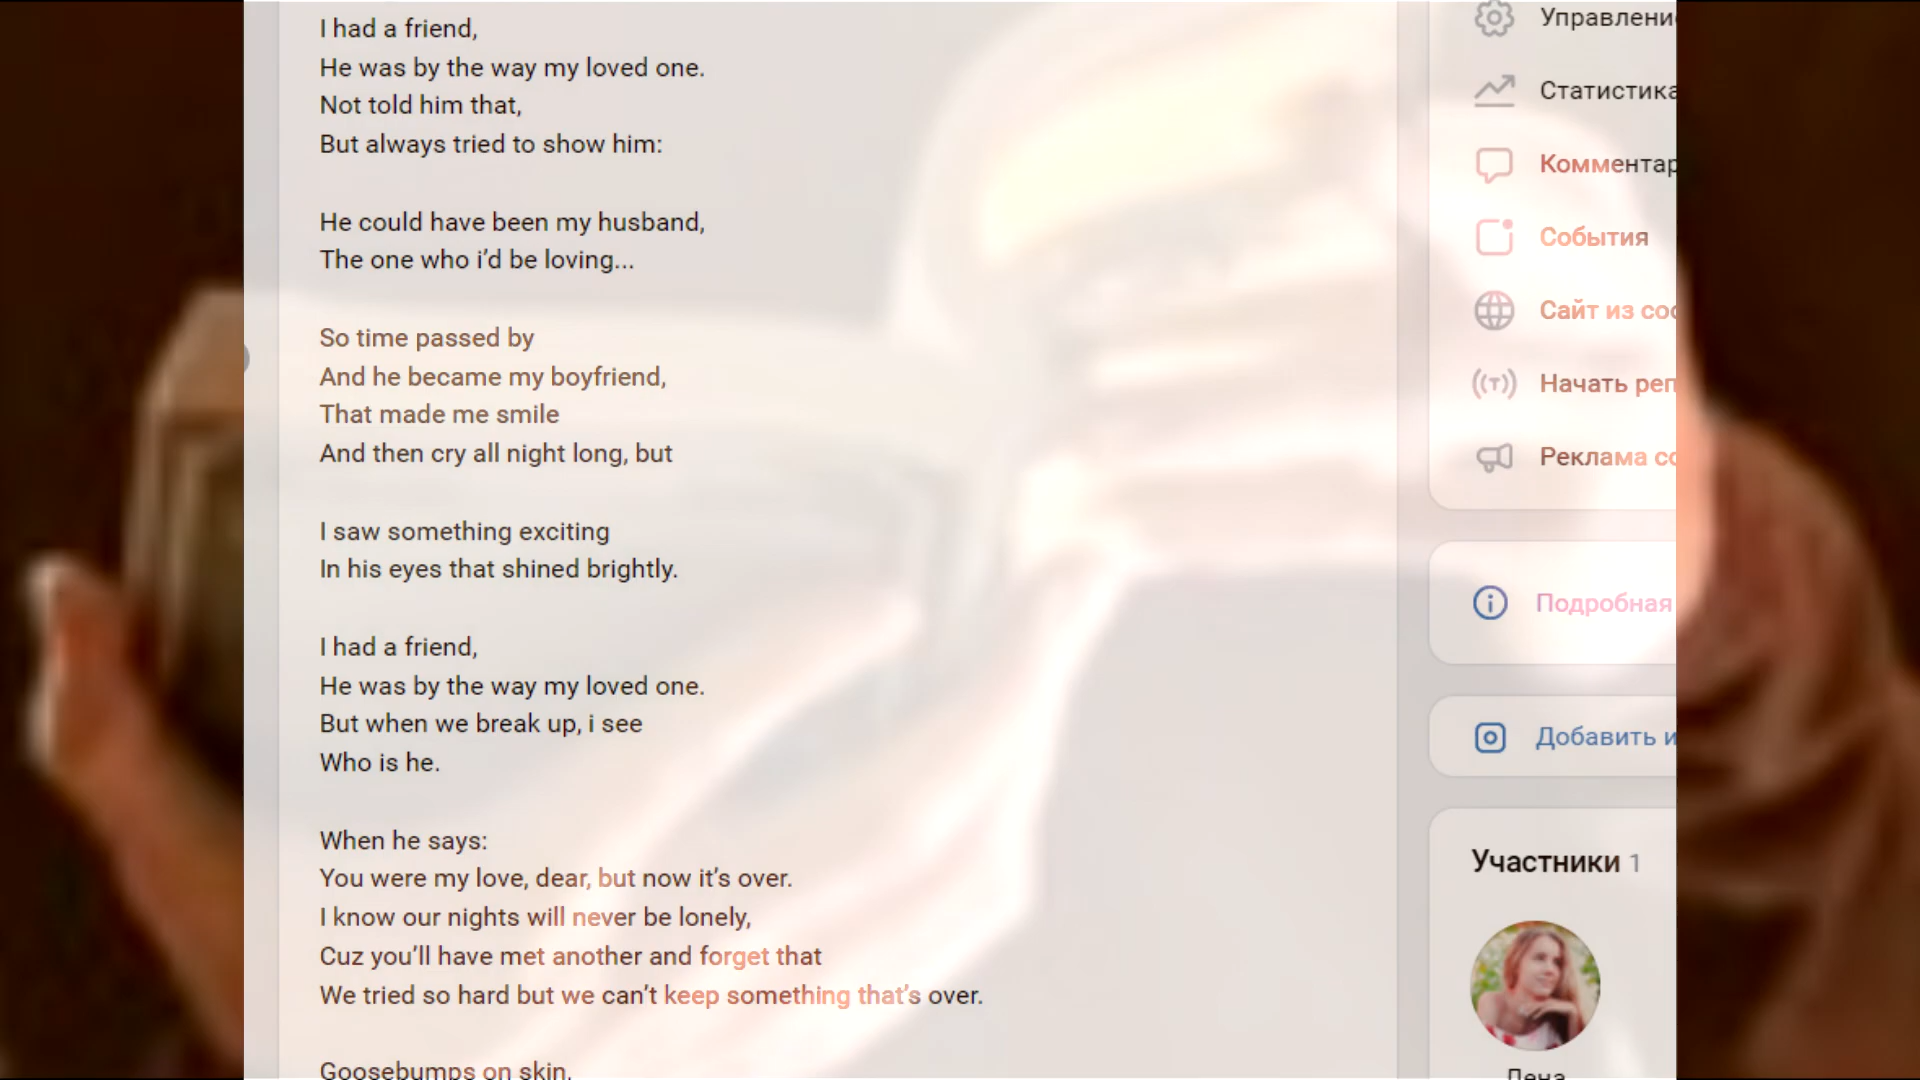 I had a friend,
He was by the way my loved one.
Not told him that,
But always tried to show him:
He could have been my husband,
The one who i’d be loving...
So time passed by
And he became my boyfriend,
That made me smile
And then cry all night long, but
I saw something exciting
In his eyes that shined brightly.
I had a friend,
He was by the way my loved one.
But when we break up, i see
Who is he.
When he says:
You were my love, dear, but now it’s over.
I know our nights will never be lonely,
Cuz you’ll have met another and forget that
We tried so hard but we can’t keep something that’s over.
Goosebumps on skin,
Управлени
Статистика
Комментар
События
Сайт из соо
Начать реп
Реклама со
Подробная
Добавить и
Участники 1
Лена